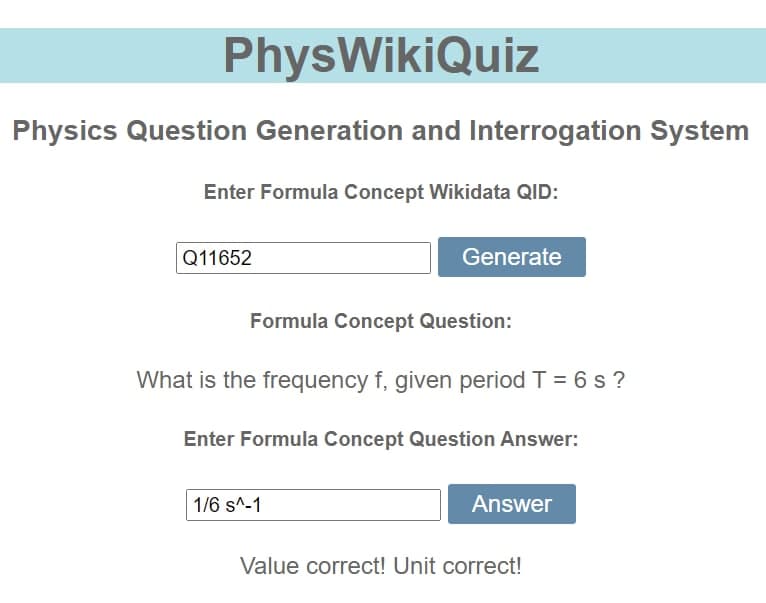 PhysWikiQuiz
Physics Question Generation and Interrogation System
Enter Formula Concept Wikidata QID:
Q11652 Generate
Formula Concept Question:
What is the frequency f, given period T = 6 s ?
Enter Formula Concept Question Answer:
1/6 s^-1 Answer
Value correct! Unit correct!